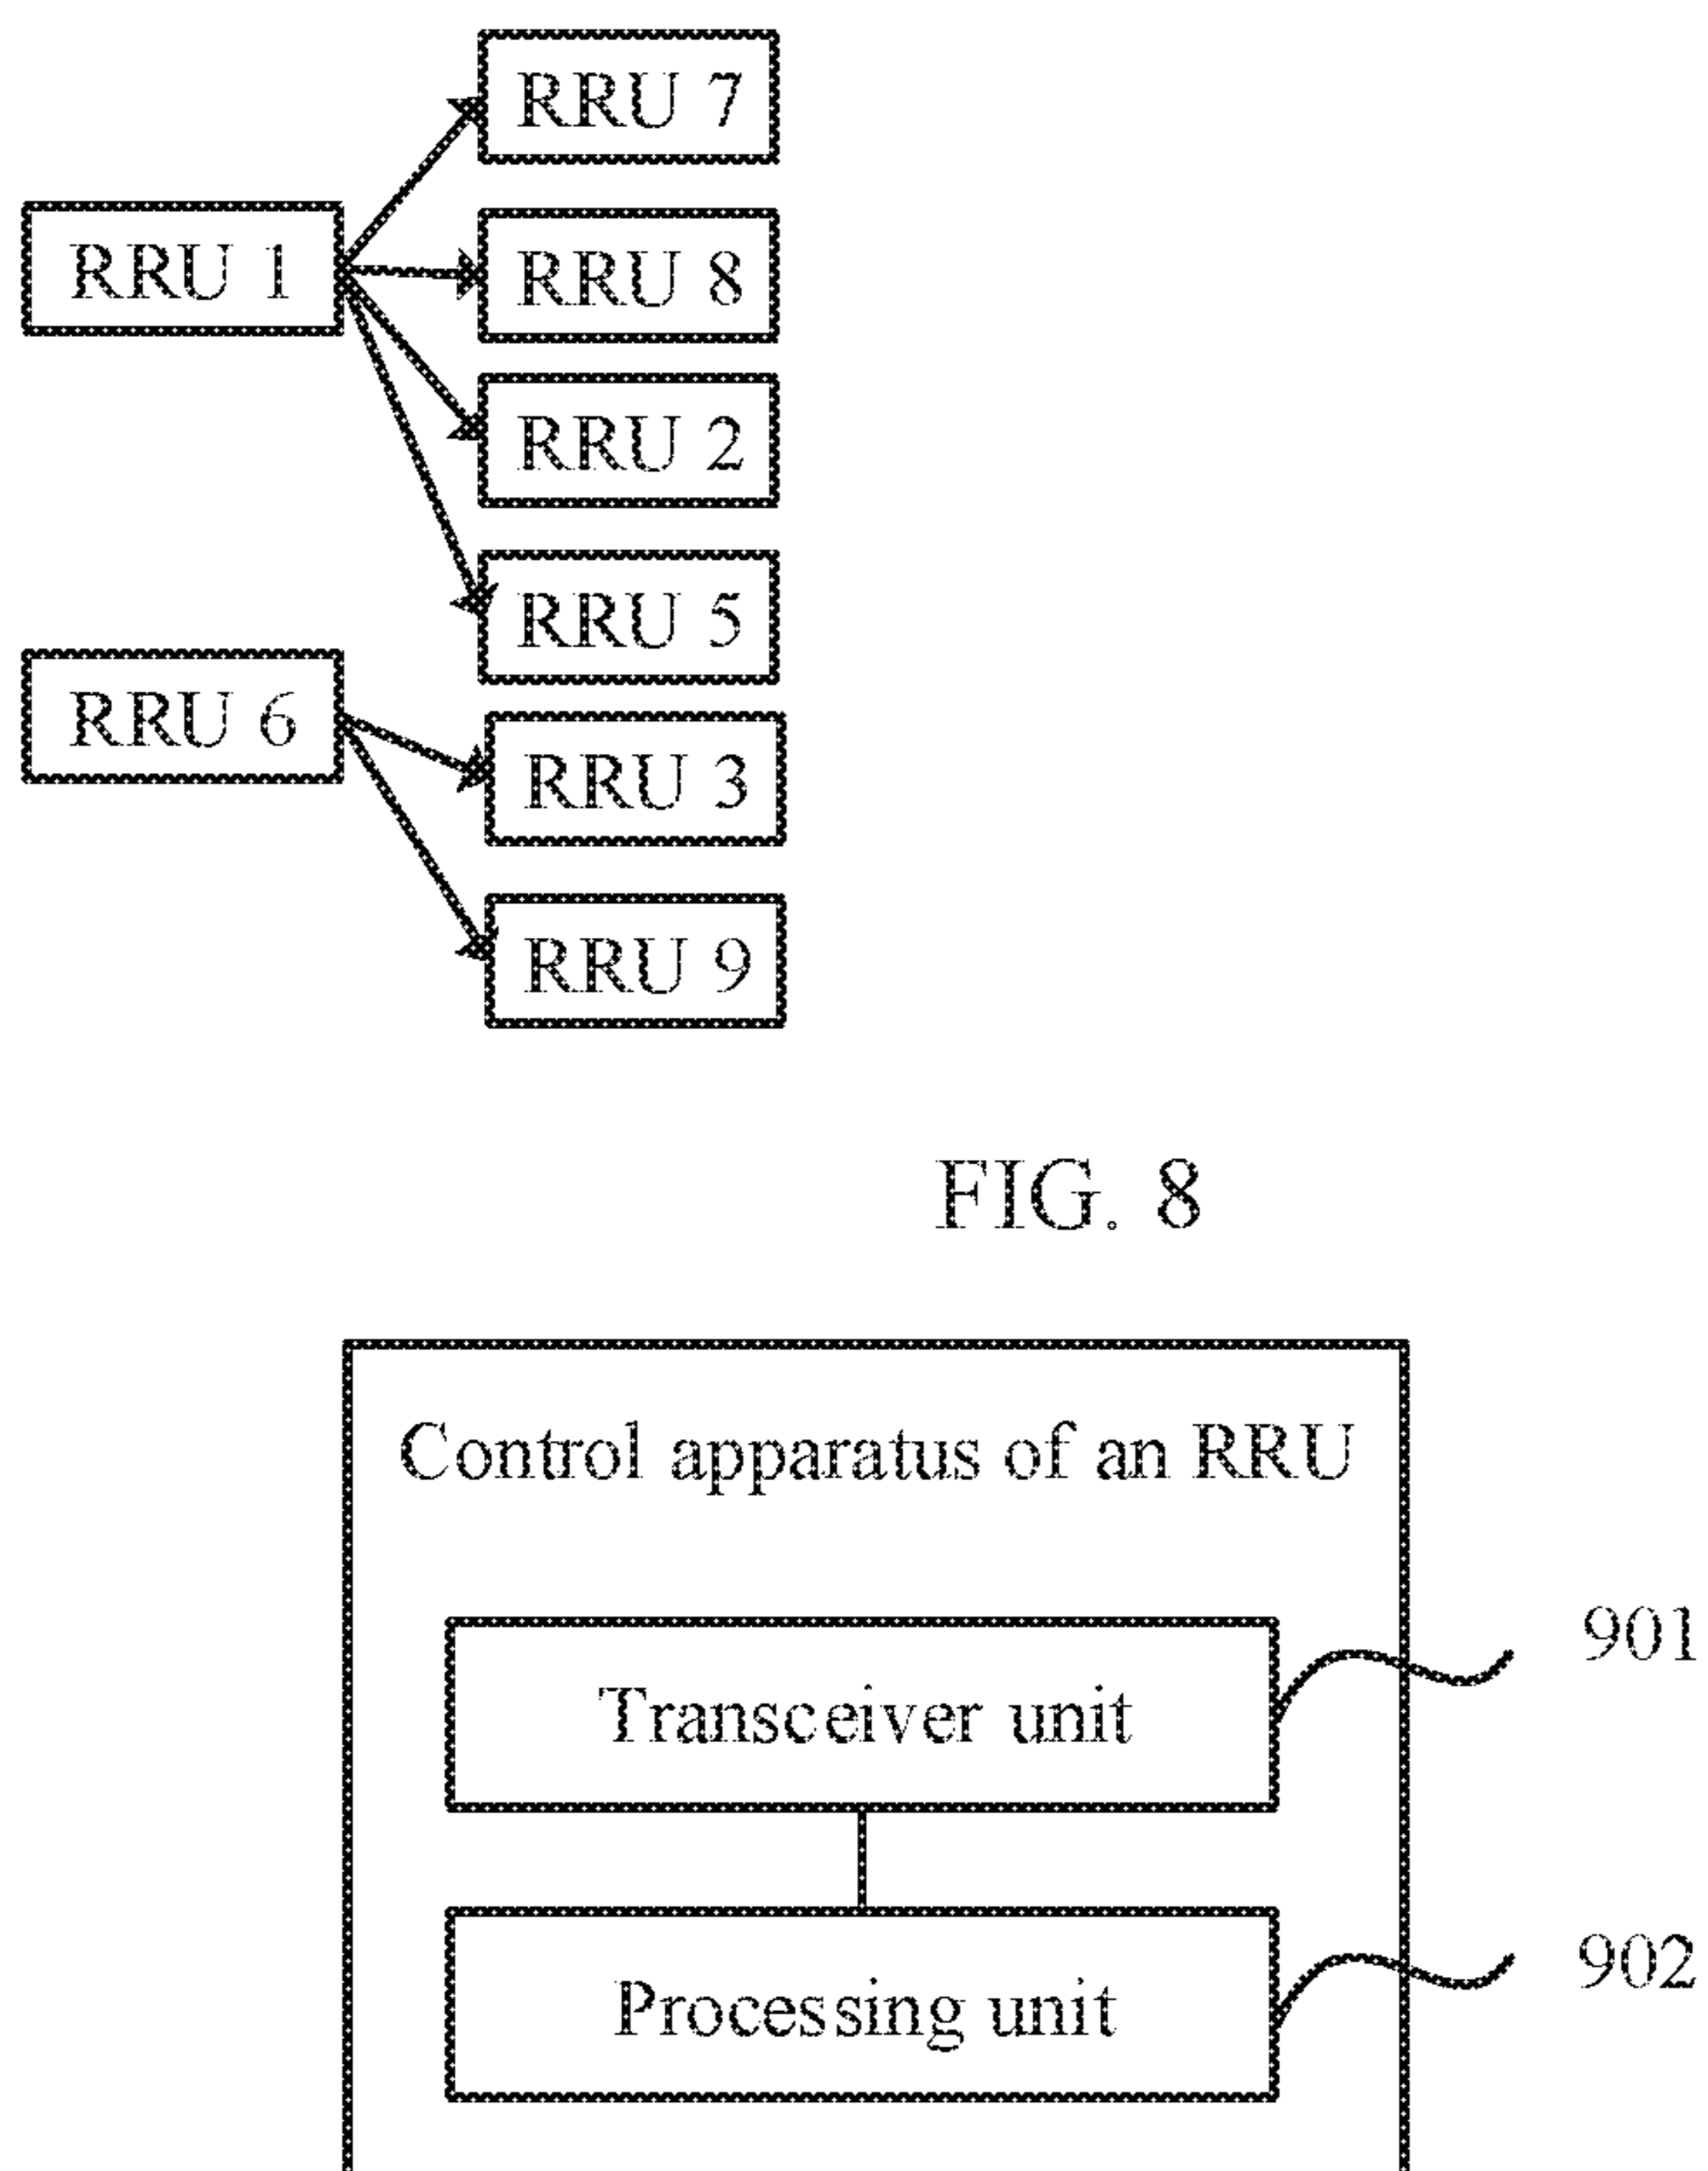 RRU 7
RRU 1
RRU 8
RRU 2
RRU 5
RRU 6
RRU 3
RRU 9
FIG. 8
Control apparatus of an RRU
901
Transceiver unit
902
Processing unit